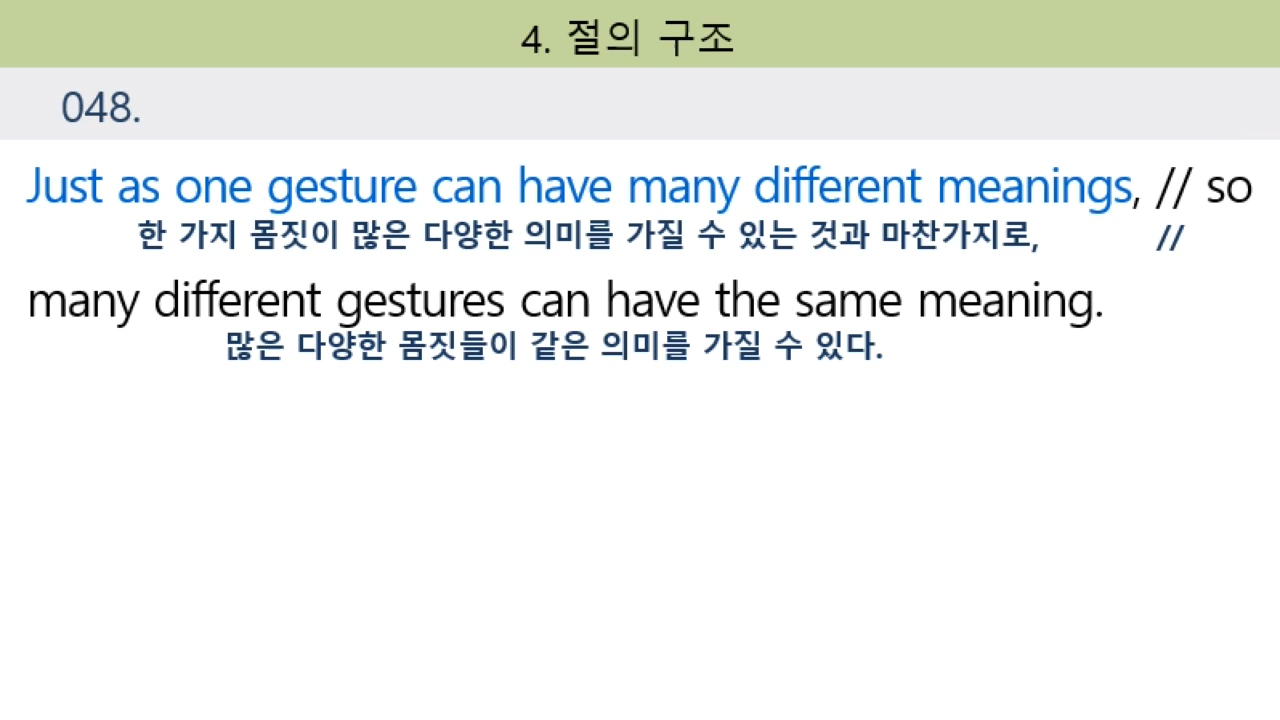 4. 절의 구조
048.
Just as one gesture can have many different meanings, // so
한 가지 몸짓이 많은 다양한 의미를 가질 수 있는 것과 마찬가지로, //
many different gestures can have the same meaning.
많은 다양한 몸짓들이 같은 의미를 가질 수 있다.